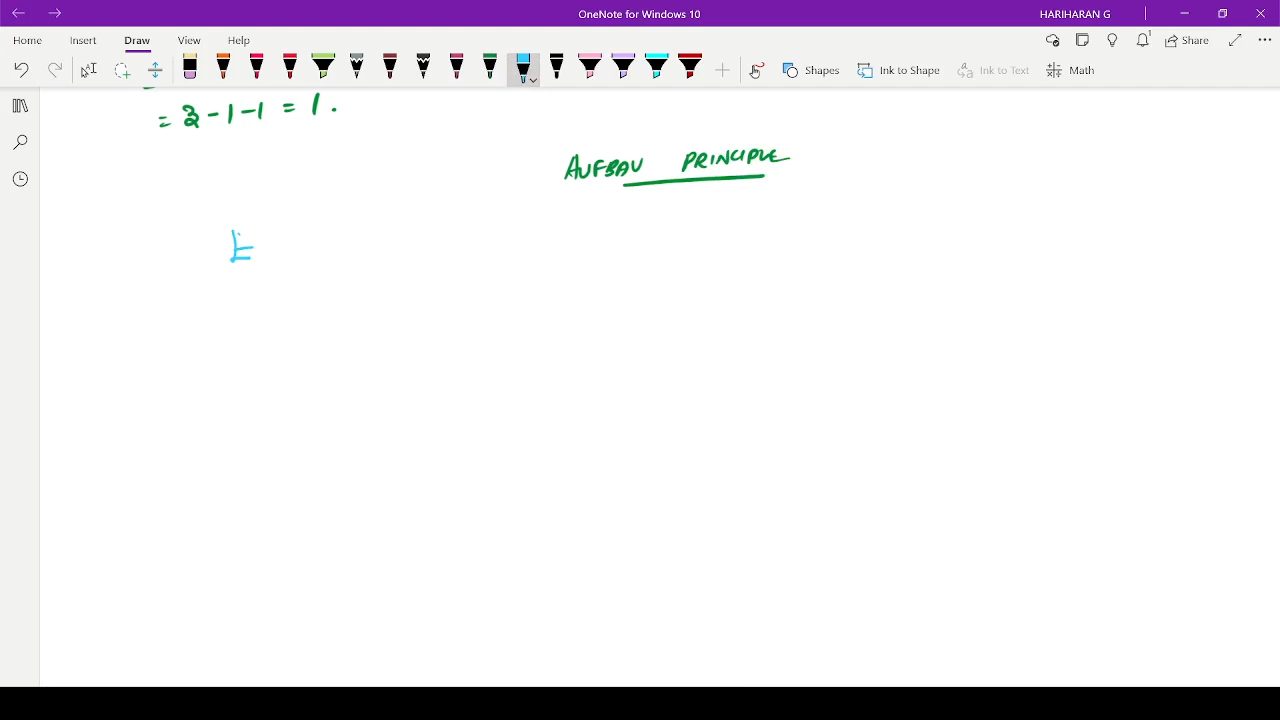 OneNote for Windows 10
HARIHARAN G
Home Insert Draw View Help
Share
Shapes Ink to Shape Ink to Text Math
= 3 - 1 - 1 = 1.
AUFBAU PRINCIPLE
E